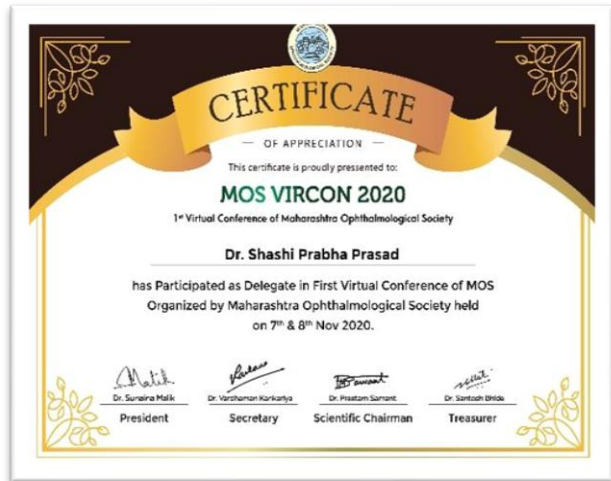 CERTIFICATE
OF APPRECIATION
This certificate is proudly presented to:
MOS VIRCON 2020
1st Virtual Conference of Maharashtra Ophthalmological Society
Dr. Shashi Prabha Prasad
has Participated as Delegate in First Virtual Conference of MOS
Organized by Maharashtra Ophthalmological Society held
on 7th & 8th Nov 2020.
Dr. Sunaina Malik
Dr. Vardhaman Kankariya
Dr. Preetam Samant
Dr. Santosh Bhide
President
Secretary
Scientific Chairman
Treasurer